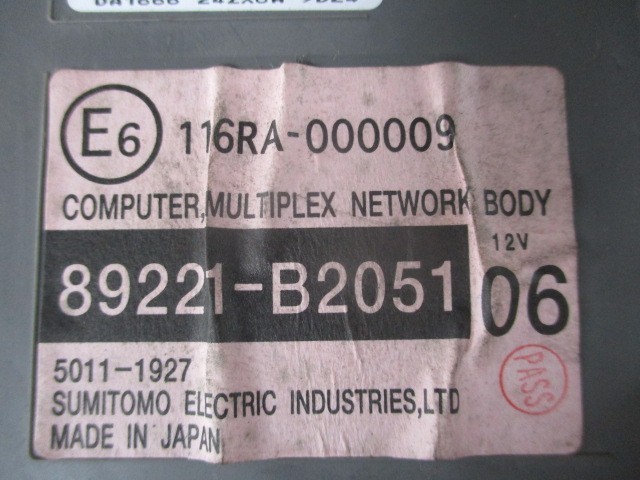 E6 116RA-000009
COMPUTER,MULTIPLEX NETWORK BODY
12V
89221-B2051 06
5011-1927
PASS
SUMITOMO ELECTRIC INDUSTRIES,LTD
MADE IN JAPAN